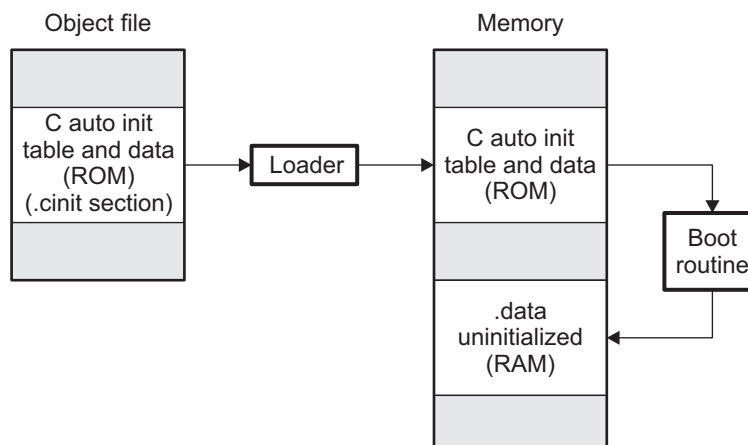 Object file
Memory
C auto init
table and data
(ROM)
(.cinit section)
Loader
C auto init
table and data
(ROM)
Boot
routine
.data
uninitialized
(RAM)